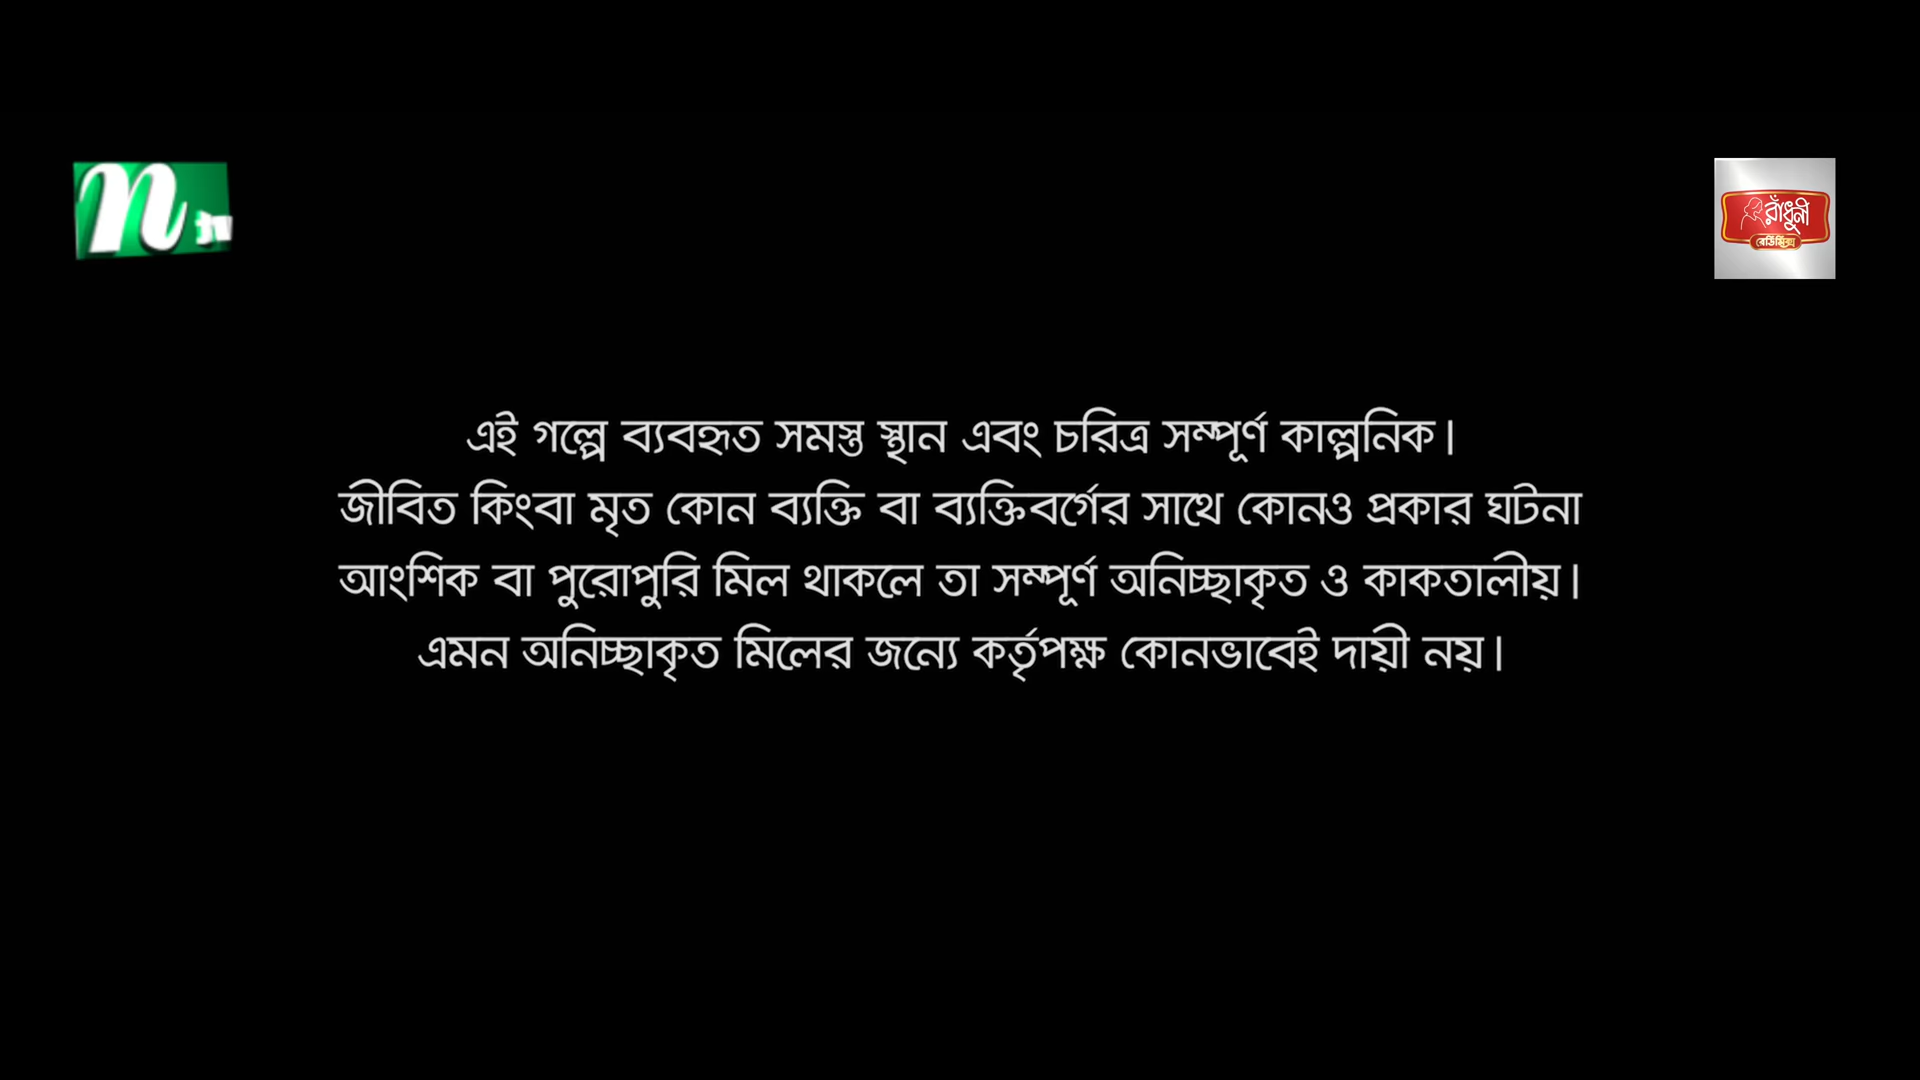 n
রাঁধুনী
রেডিমিক্স
এই গল্পে ব্যবহৃত সমস্ত স্থান এবং চরিত্র সম্পূর্ণ কাল্পনিক।
জীবিত কিংবা মৃত কোন ব্যক্তি বা ব্যক্তিবর্গের সাথে কোনও প্রকার ঘটনা
আংশিক বা পুরোপুরি মিল থাকলে তা সম্পূর্ণ অনিচ্ছাকৃত ও কাকতালীয়।
এমন অনিচ্ছাকৃত মিলের জন্যে কর্তৃপক্ষ কোনভাবেই দায়ী নয়।